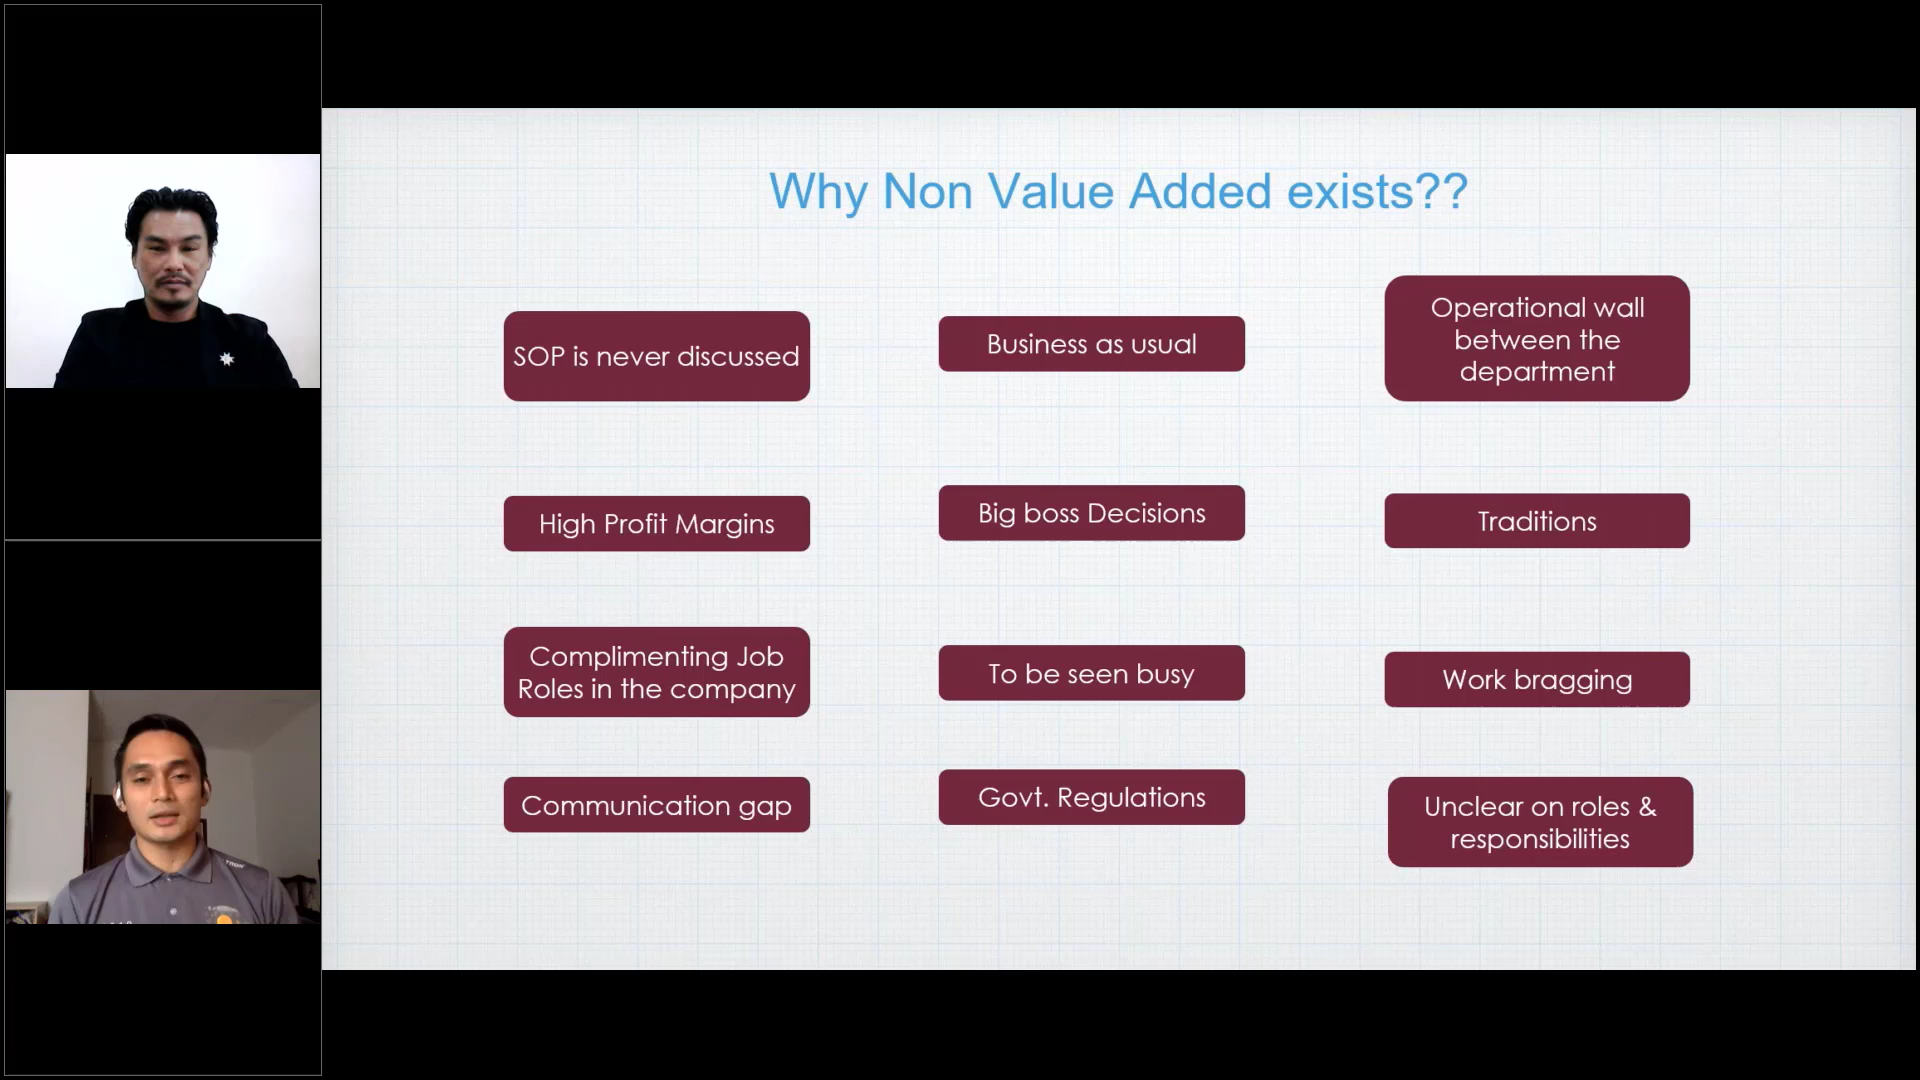 Why Non Value Added exists??
SOP is never discussed
Business as usual
Operational wall
between the
department
High Profit Margins
Big boss Decisions
Traditions
Complimenting Job
Roles in the company
To be seen busy
Work bragging
Communication gap
Govt. Regulations
Unclear on roles &
responsibilities